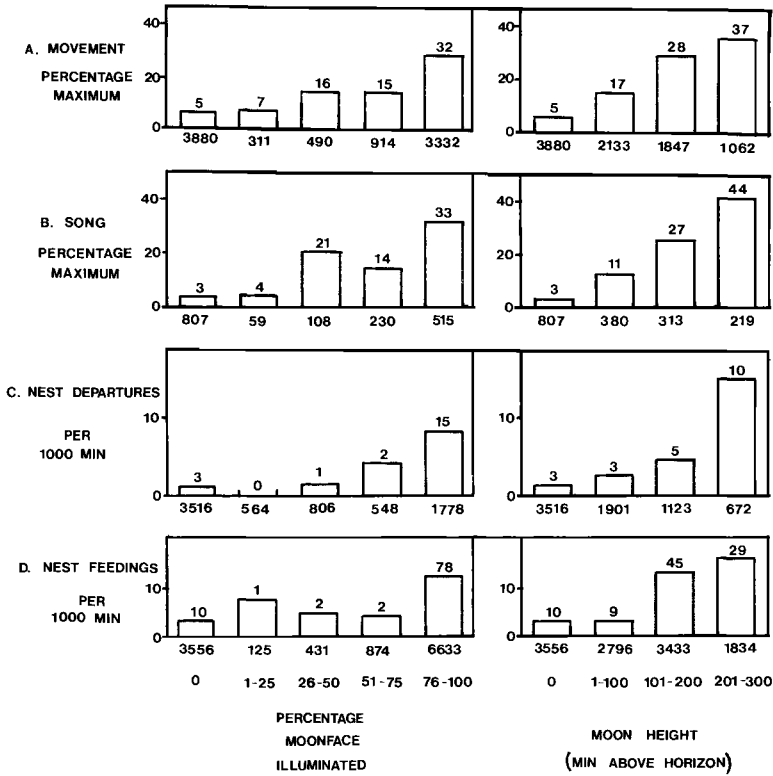 A. MOVEMENT
PERCENTAGE
MAXIMUM
40
20
0
5 7 16 15 32
3880 311 490 914 3332
40
20
0
5 17 28 37
3880 2133 1847 1062
B. SONG
PERCENTAGE
MAXIMUM
40
20
0
3 4 21 14 33
807 59 108 230 515
40
20
0
3 11 27 44
807 380 313 219
C. NEST DEPARTURES
PER
1000 MIN
10
0
3 0 1 2 15
3516 564 806 548 1778
10
0
3 3 5 10
3516 1901 1123 672
D. NEST FEEDINGS
PER
1000 MIN
10
0
10 1 2 2 78
3556 125 431 874 6633
10
0
10 9 45 29
3556 2796 3433 1834
0 1-25 26-50 51-75 76-100
0 1-100 101-200 201-300
PERCENTAGE
MOONFACE
ILLUMINATED
MOON HEIGHT
(MIN ABOVE HORIZON)